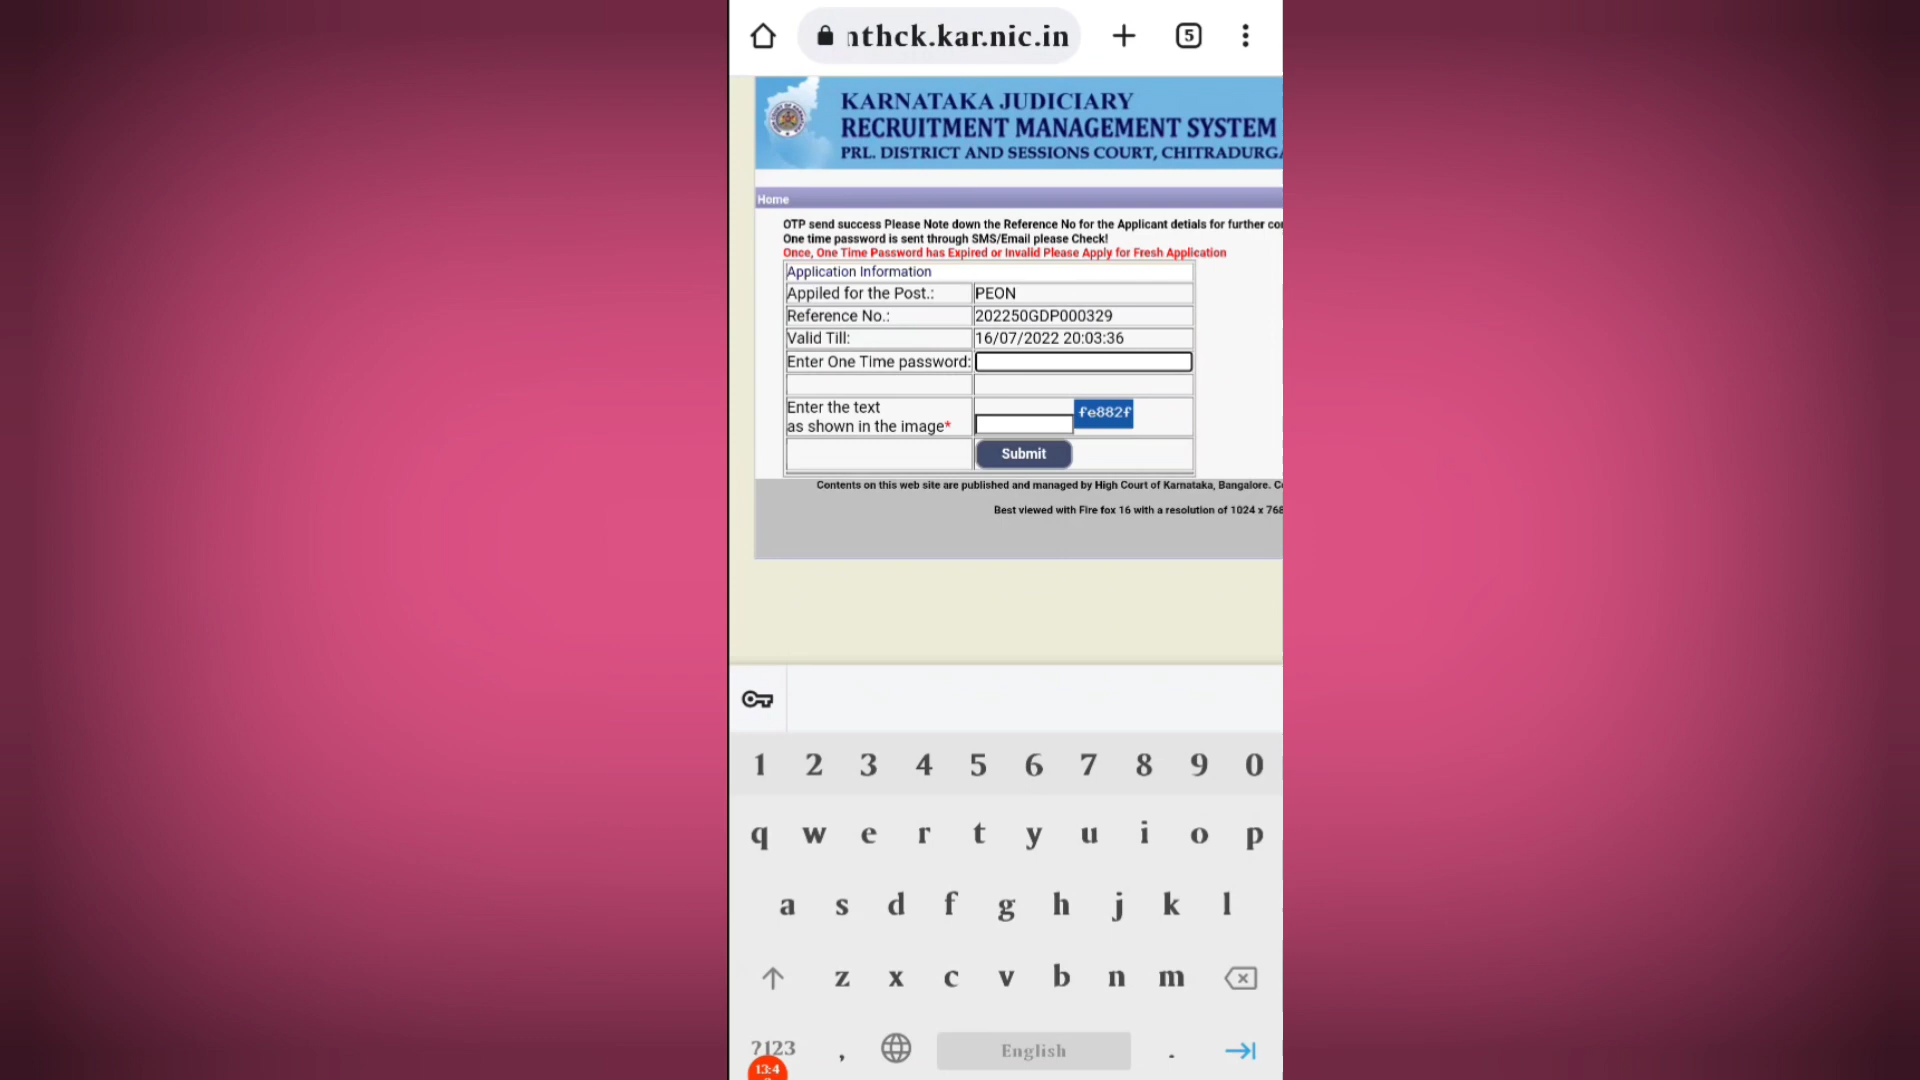 nthck.kar.nic.in
5
KARNATAKA JUDICIARY
RECRUITMENT MANAGEMENT SYSTEM
PRL. DISTRICT AND SESSIONS COURT, CHITRADURGA
Home
OTP send success Please Note down the Reference No for the Applicant detials for further
One time password is sent through SMS/Email please Check!
Once, One Time Password has Expired or Invalid Please Apply for Fresh Application
Application Information
Appiled for the Post.: PEON
Reference No.: 202250GDP000329
Valid Till: 16/07/2022 20:03:36
Enter One Time password:
Enter the text
as shown in the image* fe882f
Submit
Contents on this web site are published and managed by High Court of Karnataka, Bangalore.
Best viewed with Fire fox 16 with a resolution of 1024 x 768
1 2 3 4 5 6 7 8 9 0
q w e r t y u i o p
a s d f g h j k l
z x c v b n m
?123 , English .
13:4